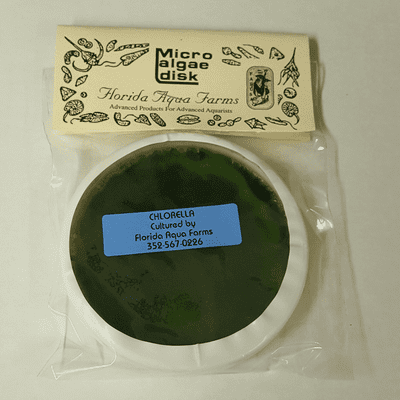 Micro
algae
disk
Florida Aqua Farms
Advanced Products For Advanced Aquarists
CHLORELLA
Cultured by
Florida Aqua Farms
352-567-0226